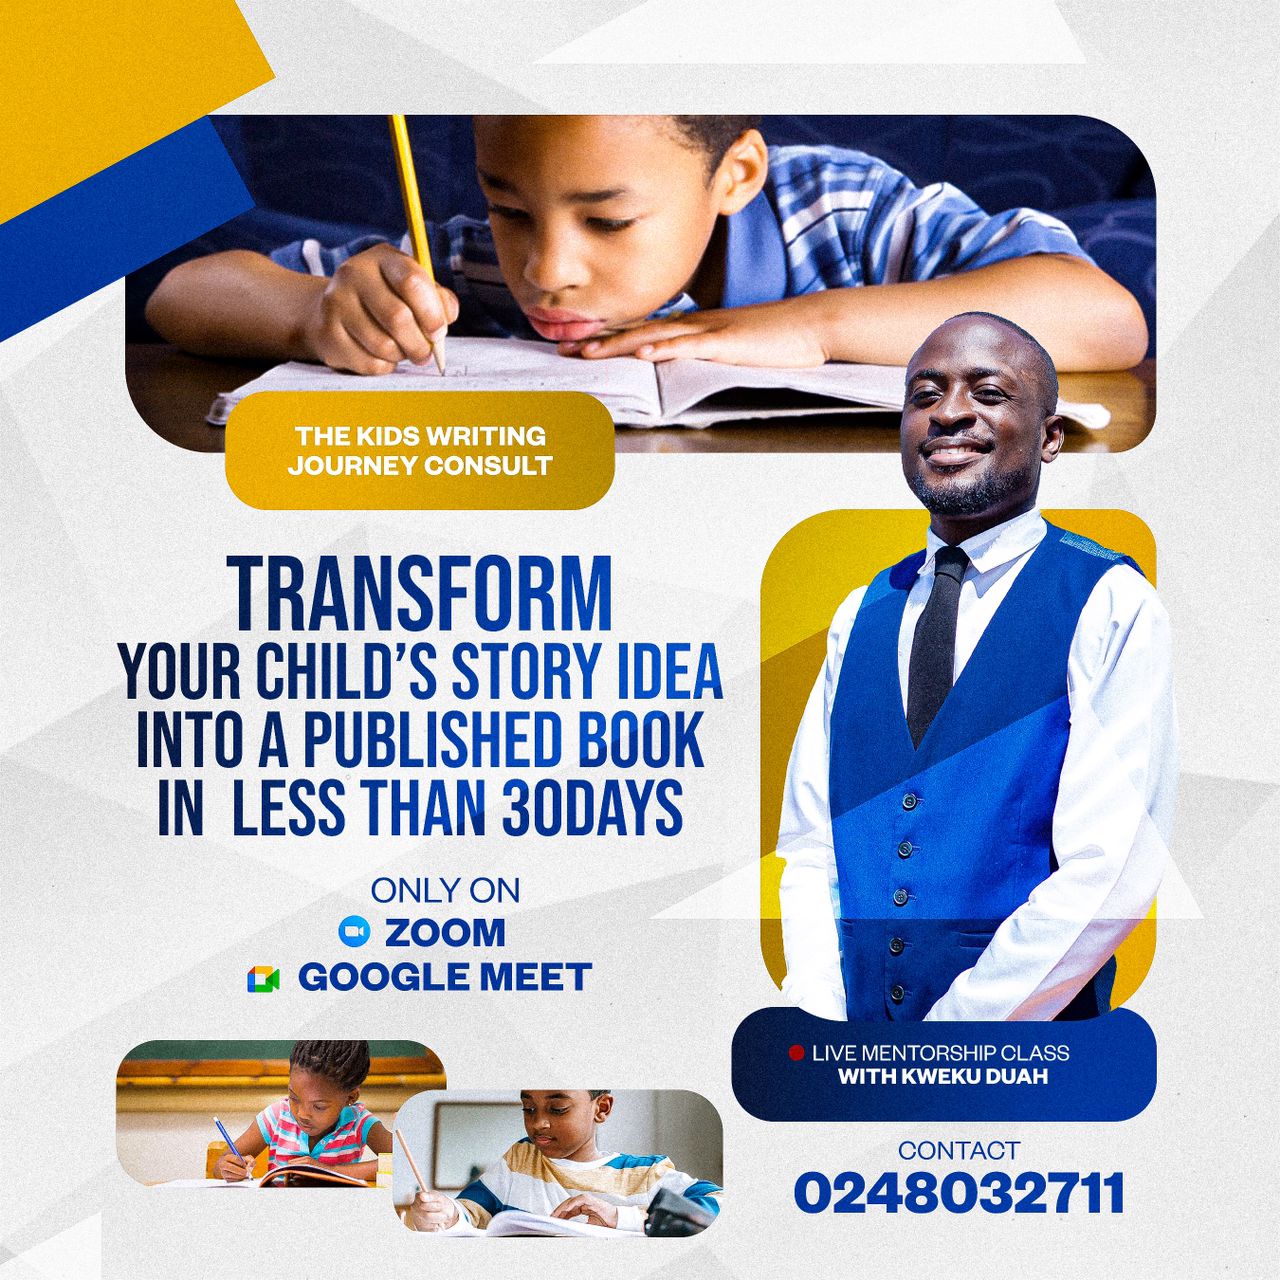 THE KIDS WRITING
JOURNEY CONSULT
TRANSFORM
YOUR CHILD'S STORY IDEA
INTO A PUBLISHED BOOK
IN LESS THAN 30DAYS
ONLY ON
ZOOM
GOOGLE MEET
LIVE MENTORSHIP CLASS
WITH KWEKU DUAH
CONTACT
0248032711